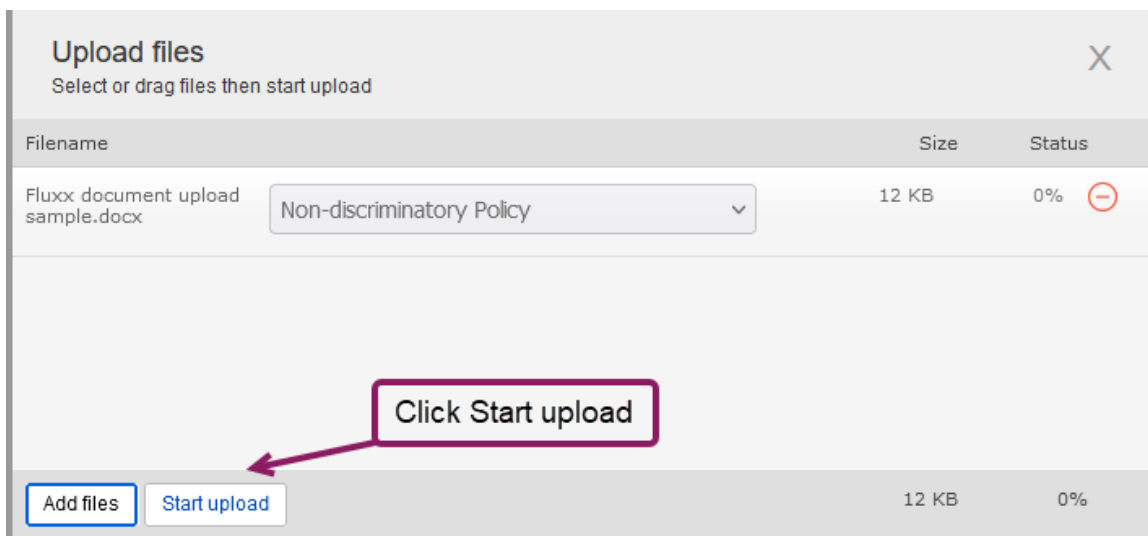 Upload files
X
Select or drag files then start upload
Filename Size Status
Fluxx document upload
sample.docx
Non-discriminatory Policy
12 KB 0%
Click Start upload
Add files Start upload 12 KB 0%